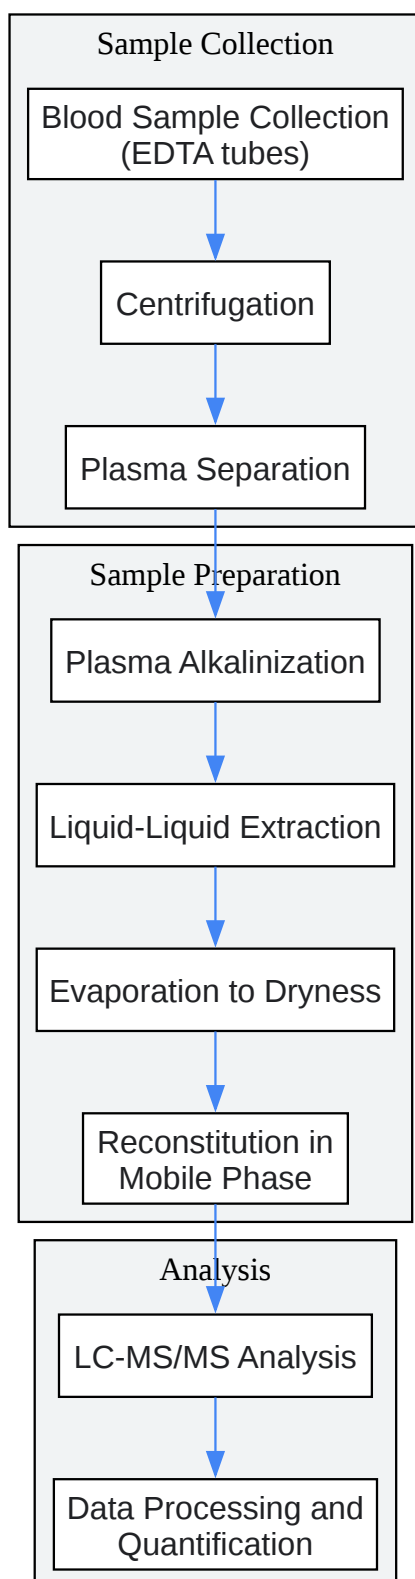 Sample Collection
Blood Sample Collection
(EDTA tubes)
Centrifugation
Plasma Separation
Sample Preparation
Plasma Alkalinization
Liquid-Liquid Extraction
Evaporation to Dryness
Reconstitution in
Mobile Phase
Analysis
LC-MS/MS Analysis
Data Processing and
Quantification